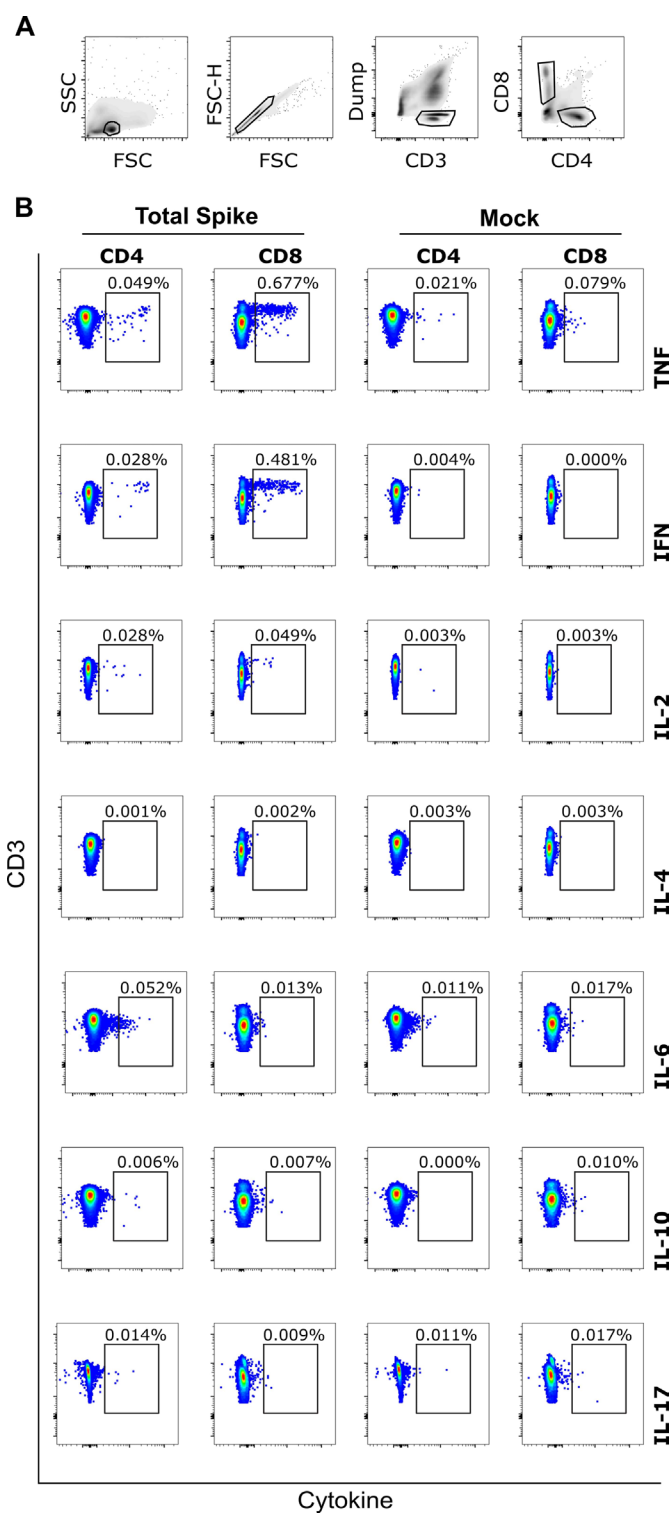 A
SSC
FSC
FSC-H
FSC
Dump
CD3
CD8
CD4
B
Total Spike Mock
CD4 CD8 CD4 CD8
0.049% 0.677% 0.021% 0.079%
TNF
0.028% 0.481% 0.004% 0.000%
IFN
0.028% 0.049% 0.003% 0.003%
IL-2
0.001% 0.002% 0.003% 0.003%
IL-4
0.052% 0.013% 0.011% 0.017%
IL-6
0.006% 0.007% 0.000% 0.010%
IL-10
0.014% 0.009% 0.011% 0.017%
IL-17
CD3
Cytokine